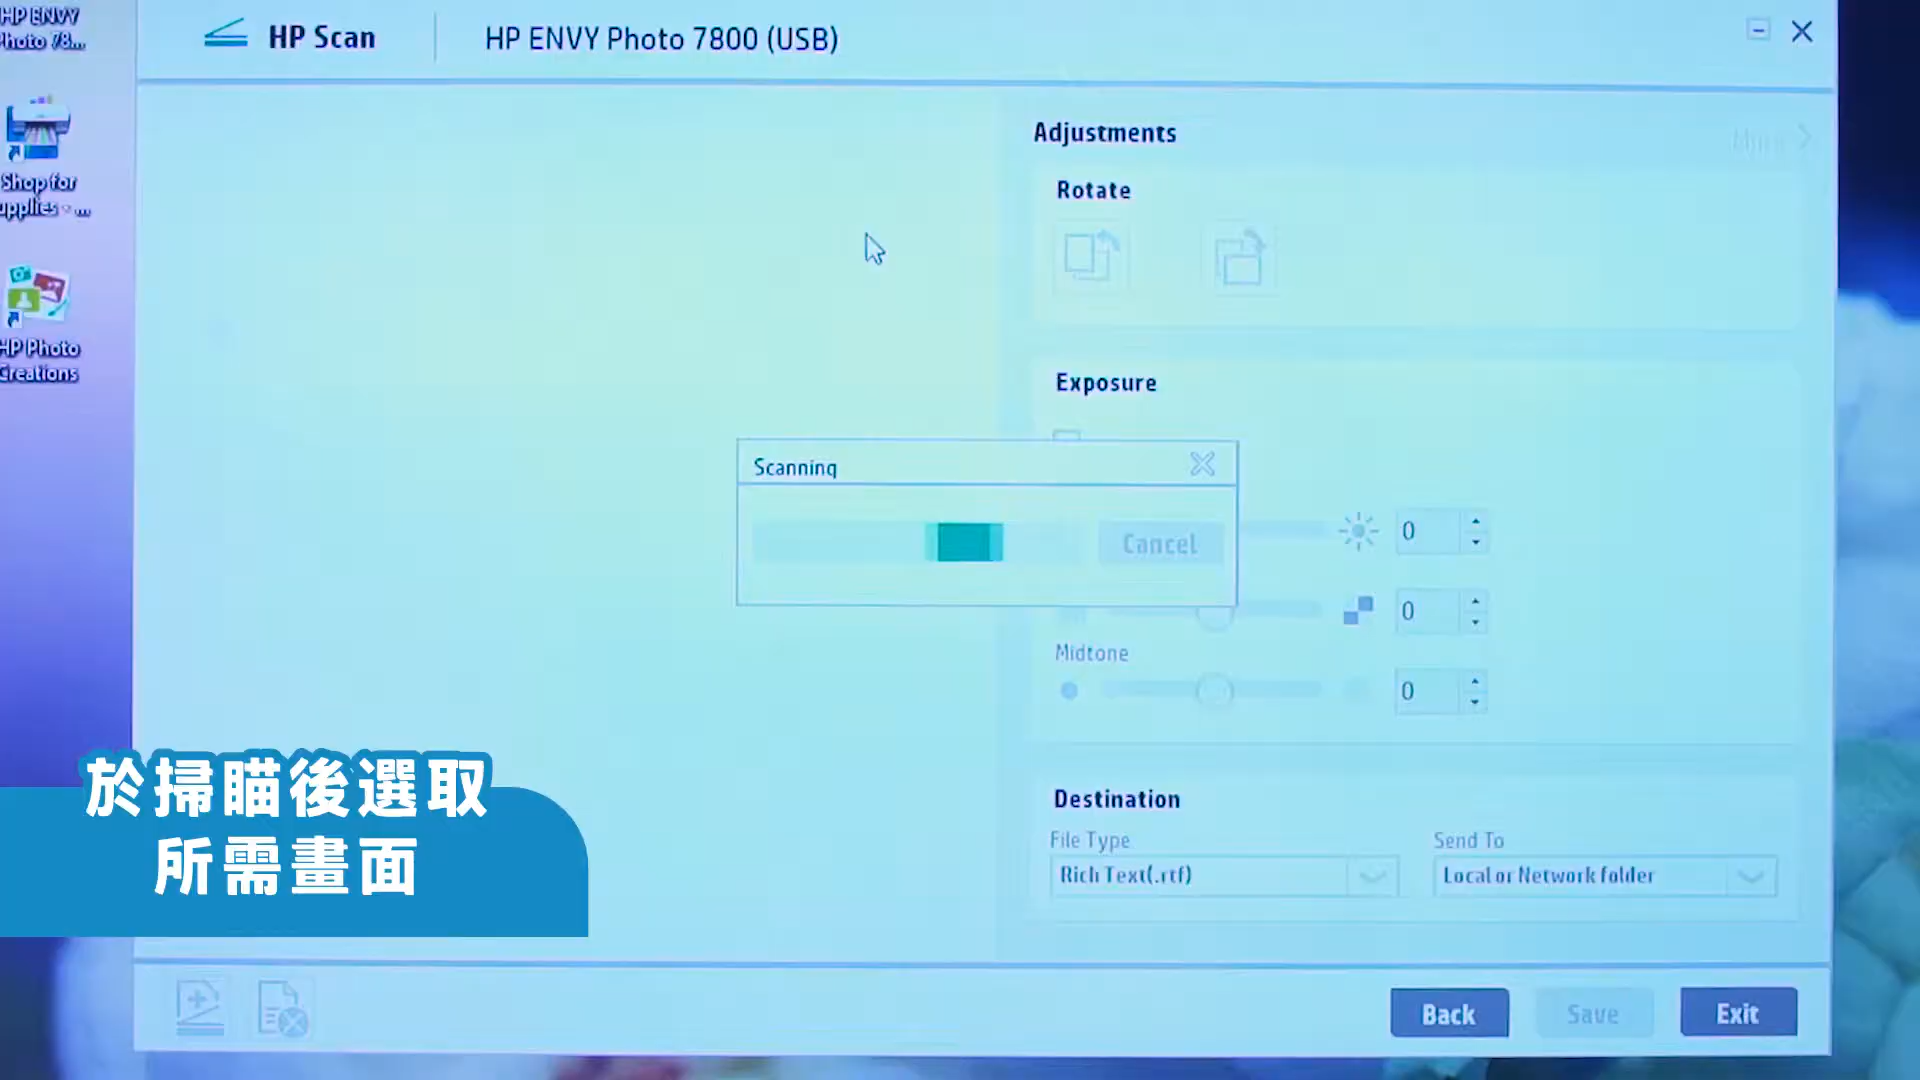 HP ENVY
Photo 78...
HP Scan
HP ENVY Photo 7800 (USB)
Shop for
upplies - ...
HP Photo
Creations
Adjustments
More
Rotate
Exposure
Scanning
Cancel
0
0
Midtone
0
Destination
File Type
Send To
Rich Text(.rtf)
Local or Network folder
Back
Save
Exit
於掃瞄後選取
所需畫面